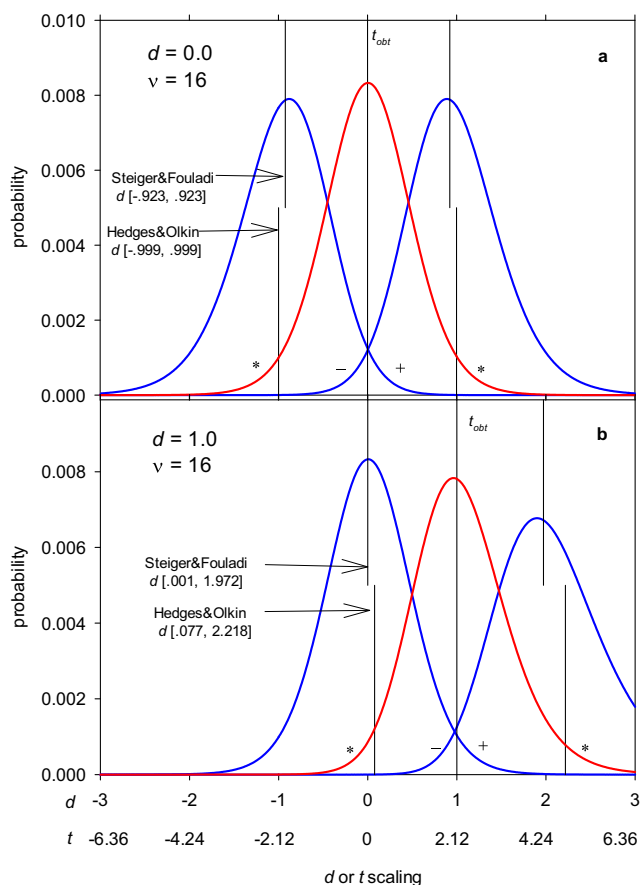 0.010
0.008
0.006
0.004
0.002
0.000
probability
d = 0.0
ν = 16
t_obt
a
Steiger&Fouladi
d [-.923, .923]
Hedges&Olkin
d [-.999, .999]
* – + *
0.008
0.006
0.004
0.002
0.000
probability
d = 1.0
ν = 16
t_obt
b
Steiger&Fouladi
d [.001, 1.972]
Hedges&Olkin
d [.077, 2.218]
* – + *
d -3 -2 -1 0 1 2 3
t -6.36 -4.24 -2.12 0 2.12 4.24 6.36
d or t scaling